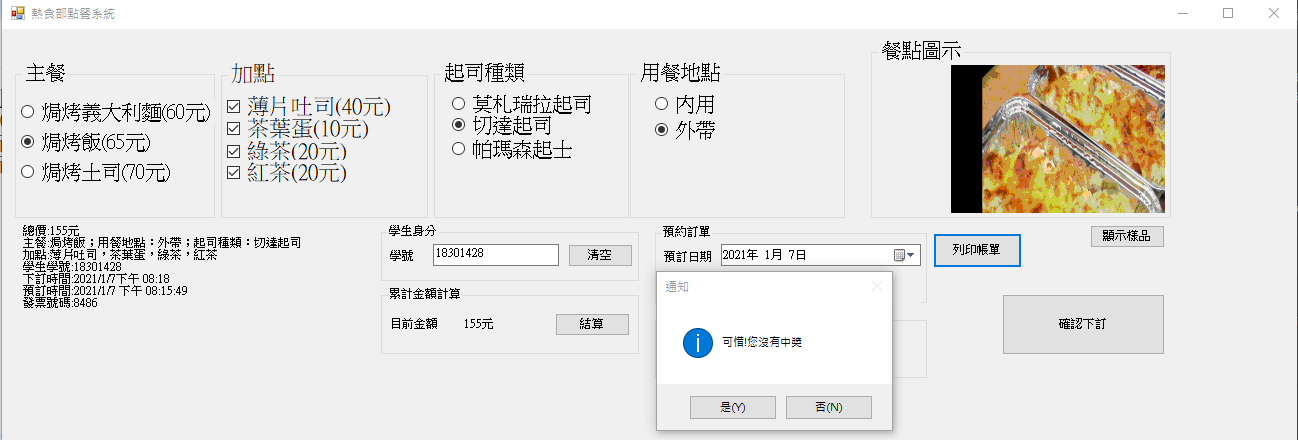 熱食部點餐系統
主餐
焗烤義大利麵(60元)
焗烤飯(65元)
焗烤土司(70元)
加點
薄片吐司(40元)
茶葉蛋(10元)
綠茶(20元)
紅茶(20元)
起司種類
莫札瑞拉起司
切達起司
帕瑪森起士
用餐地點
內用
外帶
餐點圖示
總價:155元
主餐:焗烤飯；用餐地點：外帶；起司種類：切達起司
加點:薄片吐司，茶葉蛋，綠茶，紅茶
學生學號:18301428
下訂時間:2021/1/7下午 08:18
預訂時間:2021/1/7 下午 08:15:49
發票號碼:8486
學生身分
學號 18301428 清空
累計金額計算
目前金額 155元 結算
預約訂單
預訂日期 2021年 1月 7日
列印帳單
顯示樣品
確認下訂
通知
可惜!您沒有中獎
是(Y) 否(N)